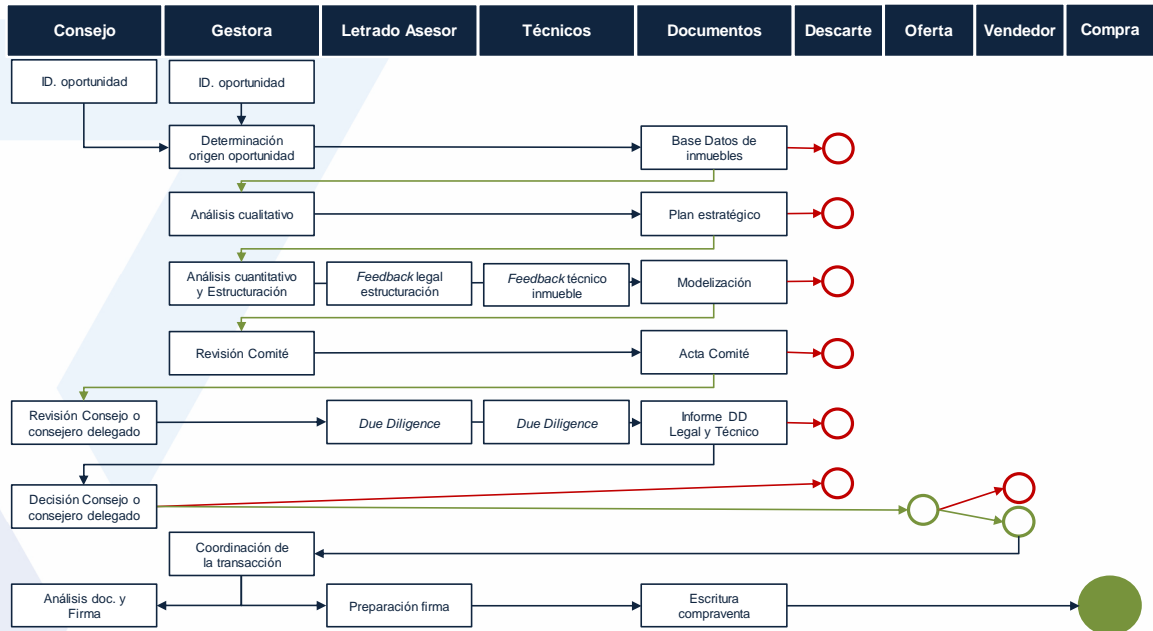 Consejo
Gestora
Letrado Asesor
Técnicos
Documentos
Descarte
Oferta
Vendedor
Compra
ID. oportunidad
ID. oportunidad
Determinación
origen oportunidad
Base Datos de
inmuebles
Análisis cualitativo
Plan estratégico
Análisis cuantitativo
y Estructuración
Feedback legal
estructuración
Feedback técnico
inmueble
Modelización
Revisión Comité
Acta Comité
Revisión Consejo o
consejero delegado
Due Diligence
Due Diligence
Informe DD
Legal y Técnico
Decisión Consejo o
consejero delegado
Coordinación de
la transacción
Análisis doc. y
Firma
Preparación firma
Escritura
compraventa